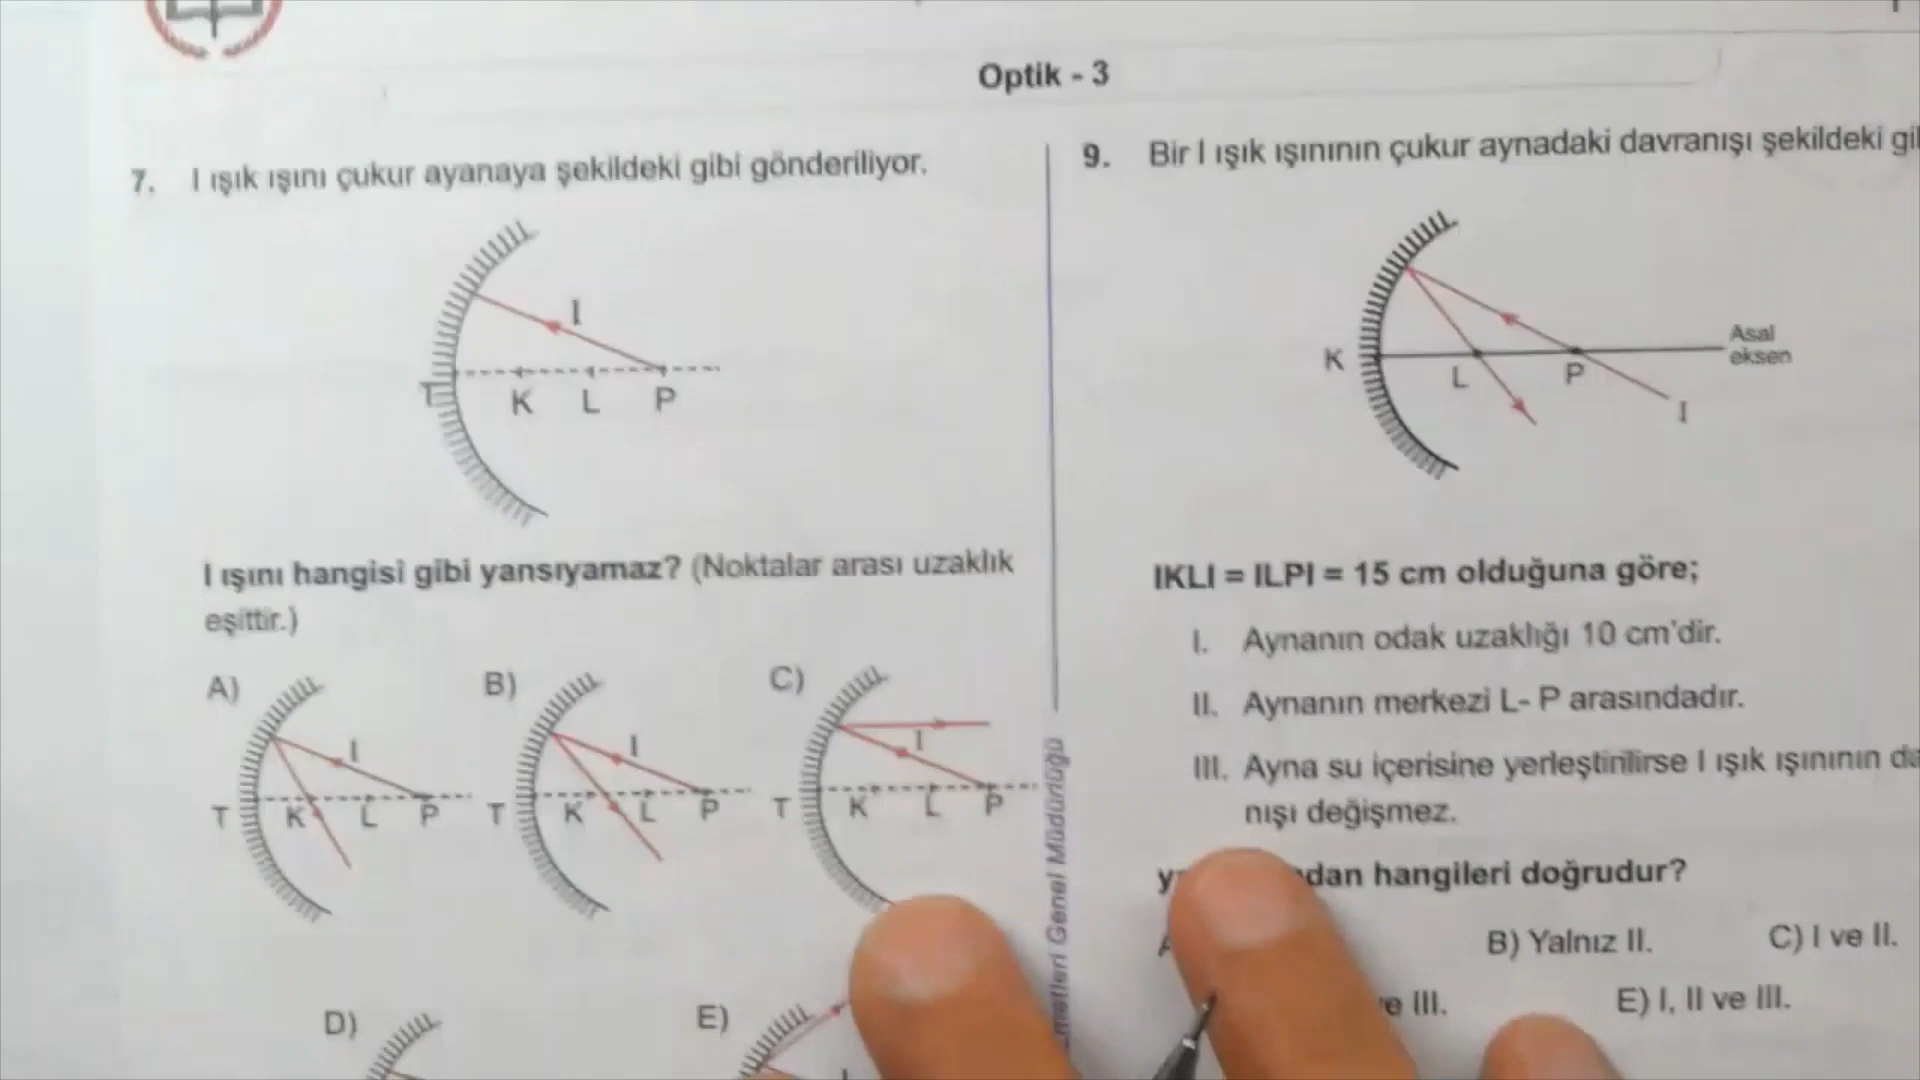 Optik - 3
7. I ışık ışını çukur ayanaya şekildeki gibi gönderiliyor.
I
T
K L P
I ışını hangisi gibi yansıyamaz? (Noktalar arası uzaklık
eşittir.)
A)
I
T K L P
B)
I
T K L P
C)
I
T K L P
D)
E)
Genel Müdürlüğü
9. Bir I ışık ışınının çukur aynadaki davranışı şekildeki
K
L
P
I
Asal
eksen
IKLI = ILPI = 15 cm olduğuna göre;
I. Aynanın odak uzaklığı 10 cm'dir.
II. Aynanın merkezi L- P arasındadır.
III. Ayna su içerisine yerleştirilirse I ışık ışınının
nışı değişmez.
hangileri doğrudur?
B) Yalnız II.
C) I ve II.
III.
E) I, II ve III.